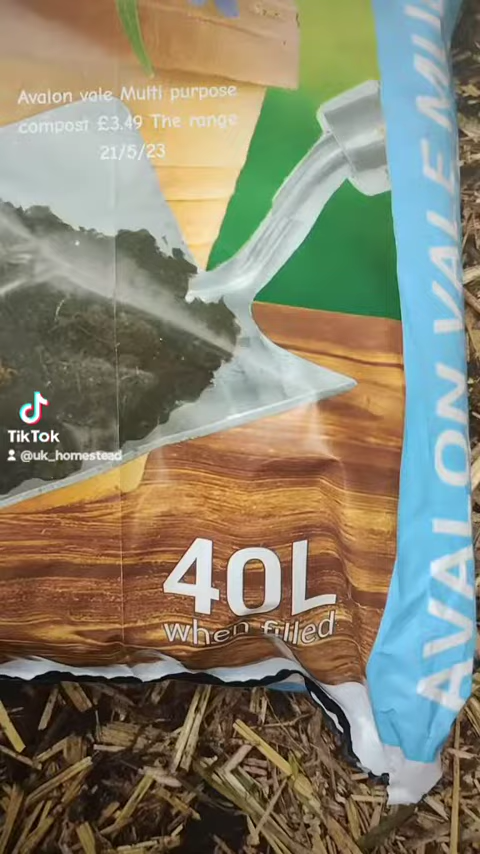 Avalon vale Multi purpose
compost £3.49 The range
21/5/23
TikTok
@uk_homestead
40L
when filled
AVALON VALE MU